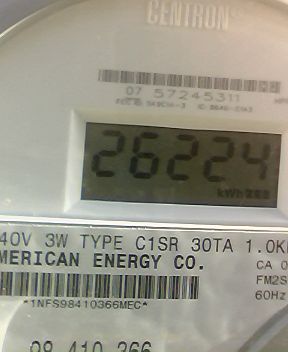 CENTRON
07 57245311
26224
kWh
40V 3W TYPE C1SR 30TA 1.0K
MERICAN ENERGY CO.
CA 0
FM2S
*1NFS98410366MEC*
60Hz
98 410 366